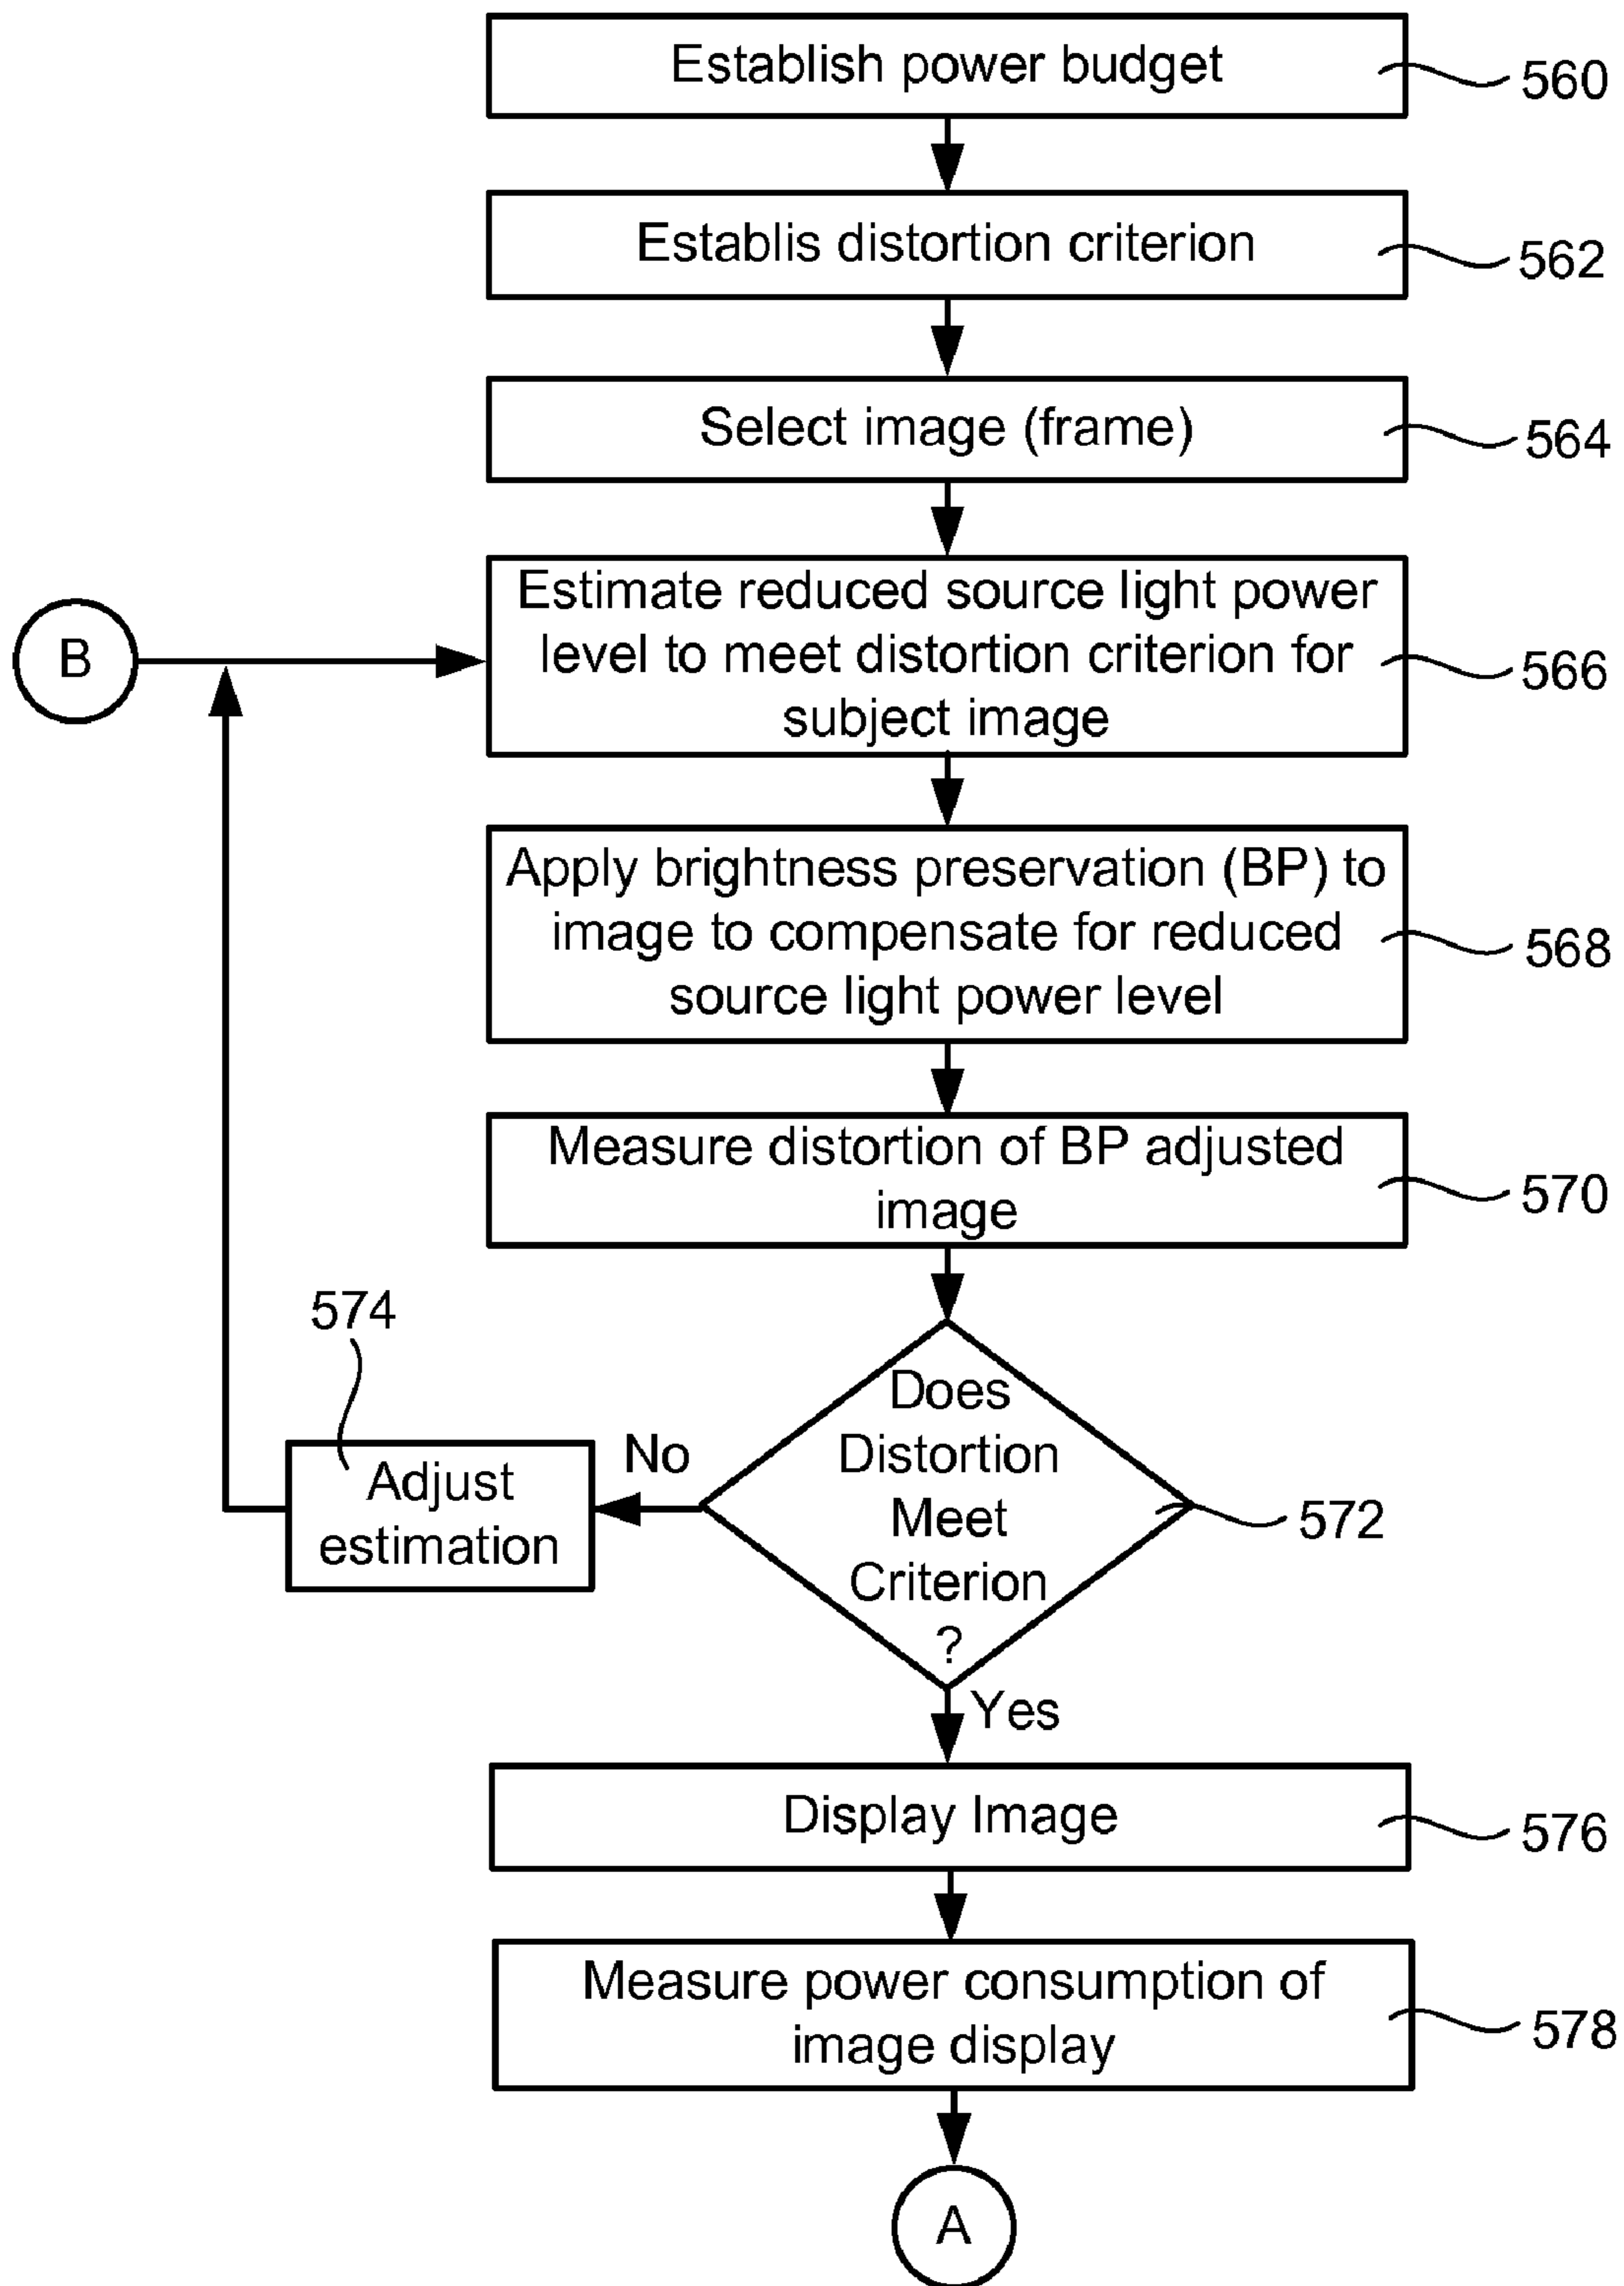 Establish power budget
560
Establis distortion criterion
562
Select image (frame)
564
Estimate reduced source light power
level to meet distortion criterion for
subject image
566
B
Apply brightness preservation (BP) to
image to compensate for reduced
source light power level
568
Measure distortion of BP adjusted
image
570
574
Does
Distortion
Meet
Criterion
?
572
No
Adjust
estimation
Yes
Display Image
576
Measure power consumption of
image display
578
A